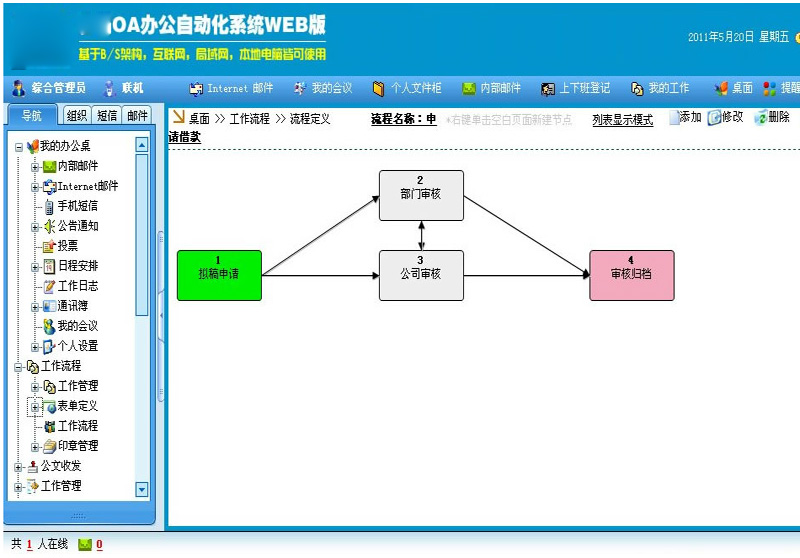 OA办公自动化系统WEB版
基于B/S架构，互联网，局域网，本地电脑皆可使用
2011年5月20日 星期五
综合管理员 联机 Internet 邮件 我的会议 个人文件柜 内部邮件 上下班登记 我的工作 桌面 提醒
导航 组织 短信 邮件
桌面 >> 工作流程 >> 流程定义 流程名称：申请借款 *右键单击空白页面新建节点 列表显示模式 添加 修改 删除
我的办公桌
内部邮件
Internet邮件
手机短信
公告通知
投票
日程安排
工作日志
通讯簿
我的会议
个人设置
工作流程
工作管理
表单定义
工作流程
印章管理
公文收发
工作管理
2
部门审核
1
拟稿申请
3
公司审核
4
审核归档
共 1 人在线 0